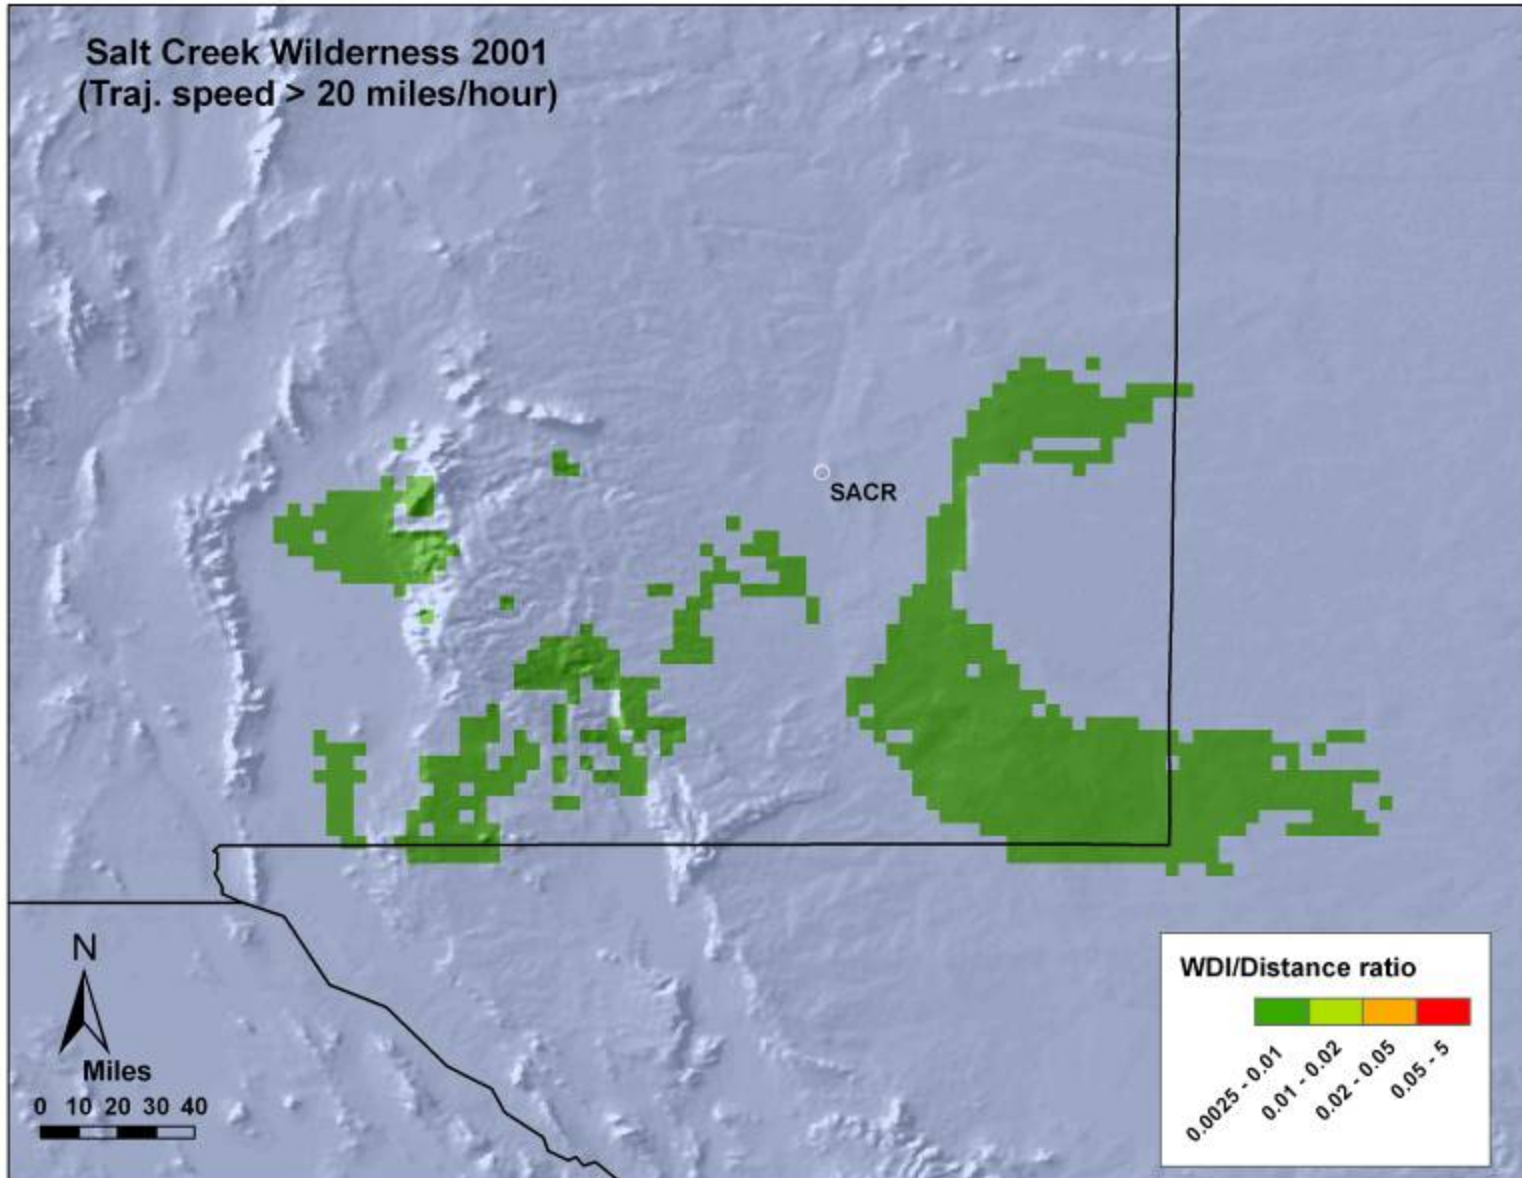 Salt Creek Wilderness 2001
(Traj. speed > 20 miles/hour)
SACR
N
Miles
0 10 20 30 40
WDI/Distance ratio
0.0025 - 0.01
0.01 - 0.02
0.02 - 0.05
0.05 - 5